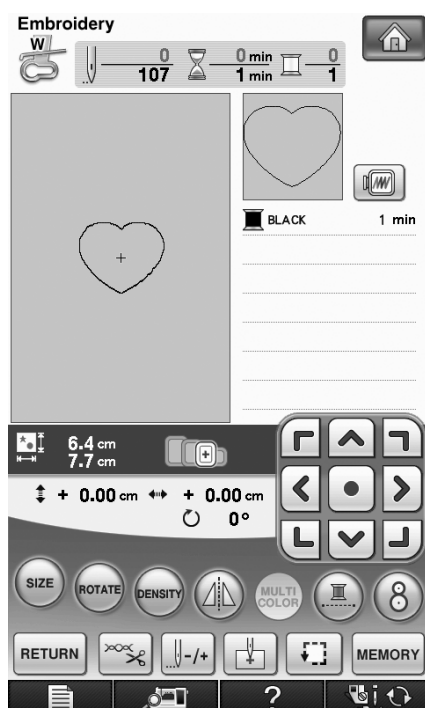 Embroidery
W
0 0 min 0
107 1 min 1
BLACK 1 min
6.4 cm
7.7 cm
+ 0.00 cm + 0.00 cm
0°
SIZE ROTATE DENSITY MULTI COLOR 8
RETURN -/+ MEMORY
? i